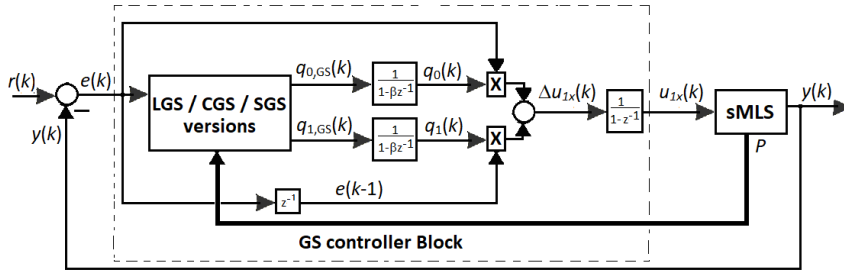 r(k)
e(k)
y(k)
LGS / CGS / SGS
versions
q0,GS(k)
1
1-βz-1
q0(k)
X
q1,GS(k)
1
1-βz-1
q1(k)
X
z-1
e(k-1)
Δu1x(k)
1
1-z-1
u1x(k)
sMLS
P
y(k)
GS controller Block